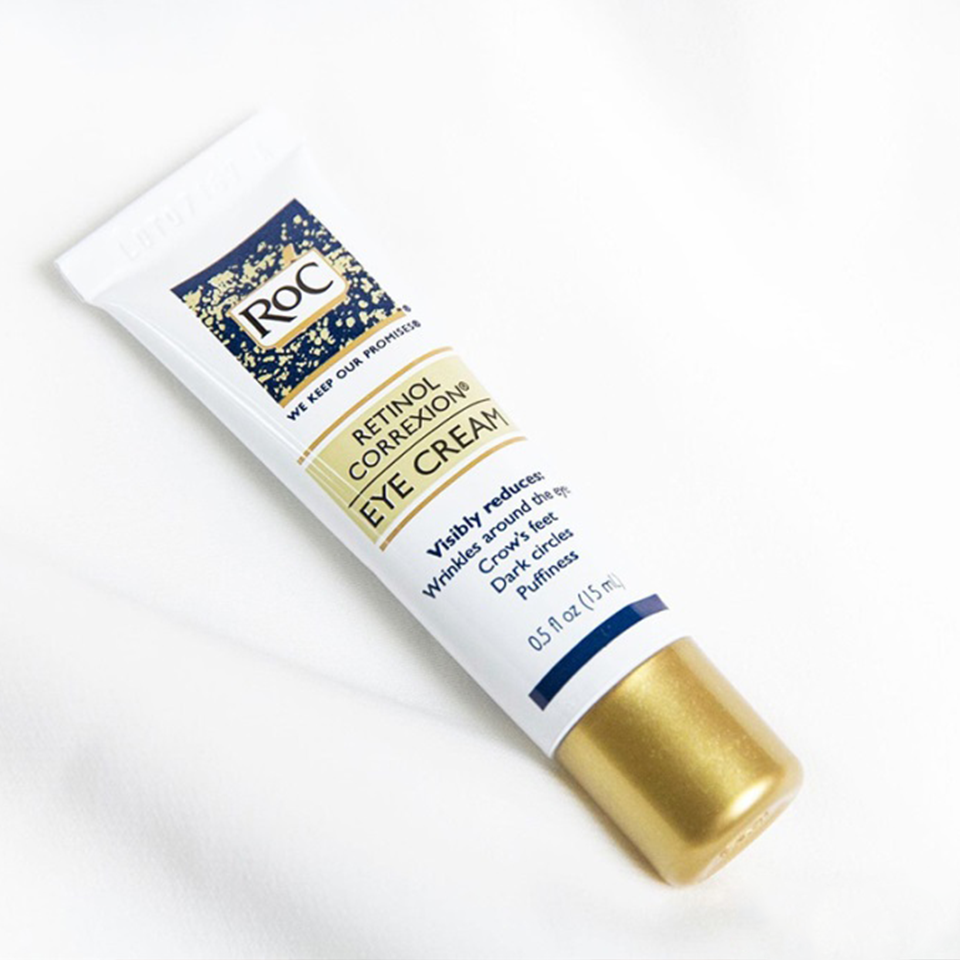 RoC®
WE KEEP OUR PROMISES®
RETINOL
CORREXION®
EYE CREAM
Visibly reduces:
Wrinkles around the eye
Crow's feet
Dark circles
Puffiness
0.5 fl oz (15 mL)